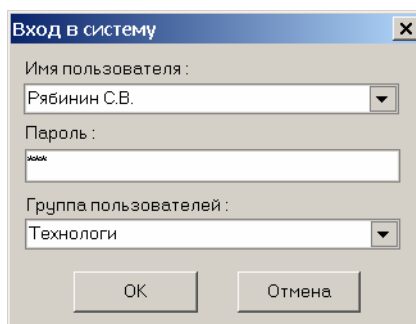 Вход в систему
Имя пользователя :
Рябинин С.В.
Пароль :
***
Группа пользователей :
Технологи
OK
Отмена